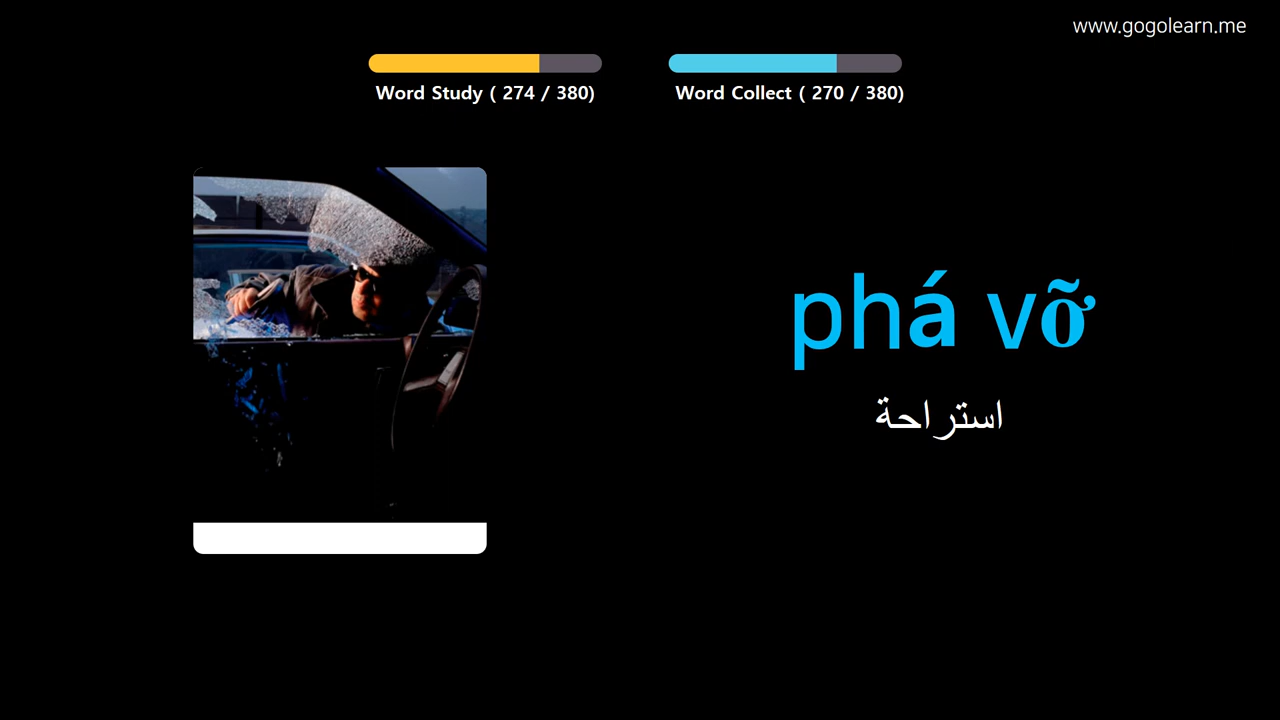 www.gogolearn.me
Word Study ( 274 / 380)
Word Collect ( 270 / 380)
phá vỡ
استراحة